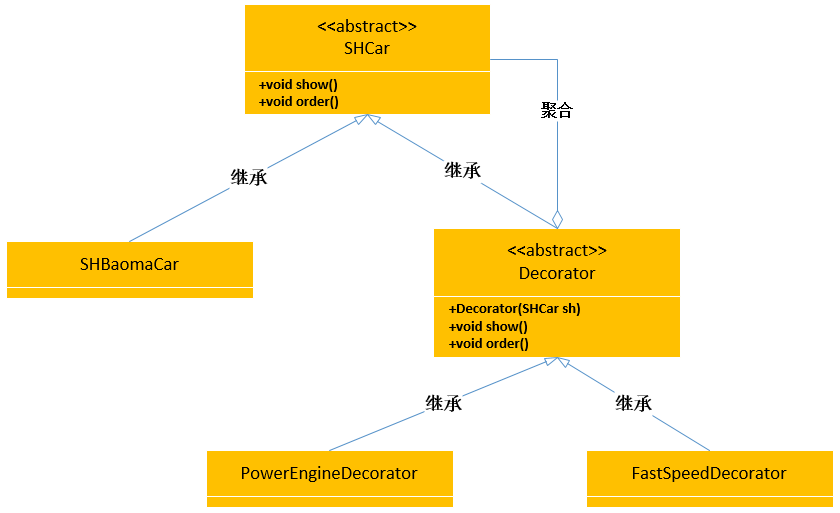 <<abstract>>
SHCar
+void show()
+void order()
聚合
继承
继承
SHBaomaCar
<<abstract>>
Decorator
+Decorator(SHCar sh)
+void show()
+void order()
继承
继承
PowerEngineDecorator
FastSpeedDecorator